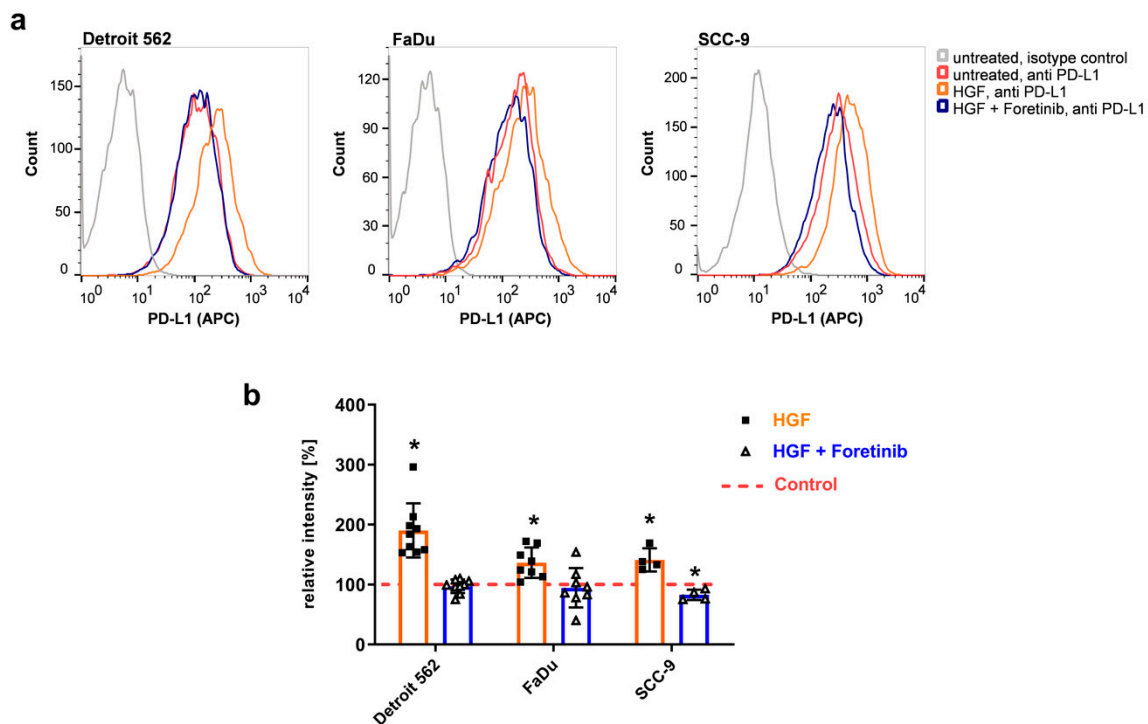 a
Detroit 562
150
100
50
0
Count
10⁰ 10¹ 10² 10³ 10⁴
PD-L1 (APC)
FaDu
120
90
60
30
0
Count
10⁰ 10¹ 10² 10³ 10⁴
PD-L1 (APC)
SCC-9
200
150
100
50
0
Count
10⁰ 10¹ 10² 10³ 10⁴
PD-L1 (APC)
untreated, isotype control
untreated, anti PD-L1
HGF, anti PD-L1
HGF + Foretinib, anti PD-L1
b
400
300
200
100
0
relative intensity [%]
*
*
*
*
Detroit 562
FaDu
SCC-9
HGF
HGF + Foretinib
Control